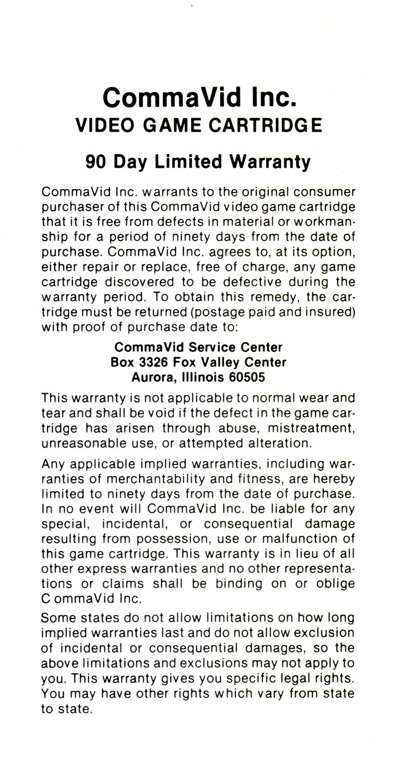 CommaVid Inc.
VIDEO GAME CARTRIDGE
90 Day Limited Warranty
CommaVid Inc. warrants to the original consumer
purchaser of this CommaVid video game cartridge
that it is free from defects in material or workman-
ship for a period of ninety days from the date of
purchase. CommaVid Inc. agrees to, at its option,
either repair or replace, free of charge, any game
cartridge discovered to be defective during the
warranty period. To obtain this remedy, the car-
tridge must be returned (postage paid and insured)
with proof of purchase date to:
CommaVid Service Center
Box 3326 Fox Valley Center
Aurora, Illinois 60505
This warranty is not applicable to normal wear and
tear and shall be void if the defect in the game car-
tridge has arisen through abuse, mistreatment,
unreasonable use, or attempted alteration.
Any applicable implied warranties, including war-
ranties of merchantability and fitness, are hereby
limited to ninety days from the date of purchase.
In no event will CommaVid Inc. be liable for any
special, incidental, or consequential damage
resulting from possession, use or malfunction of
this game cartridge. This warranty is in lieu of all
other express warranties and no other representa-
tions or claims shall be binding on or oblige
C ommaVid Inc.
Some states do not allow limitations on how long
implied warranties last and do not allow exclusion
of incidental or consequential damages, so the
above limitations and exclusions may not apply to
you. This warranty gives you specific legal rights.
You may have other rights which vary from state
to state.